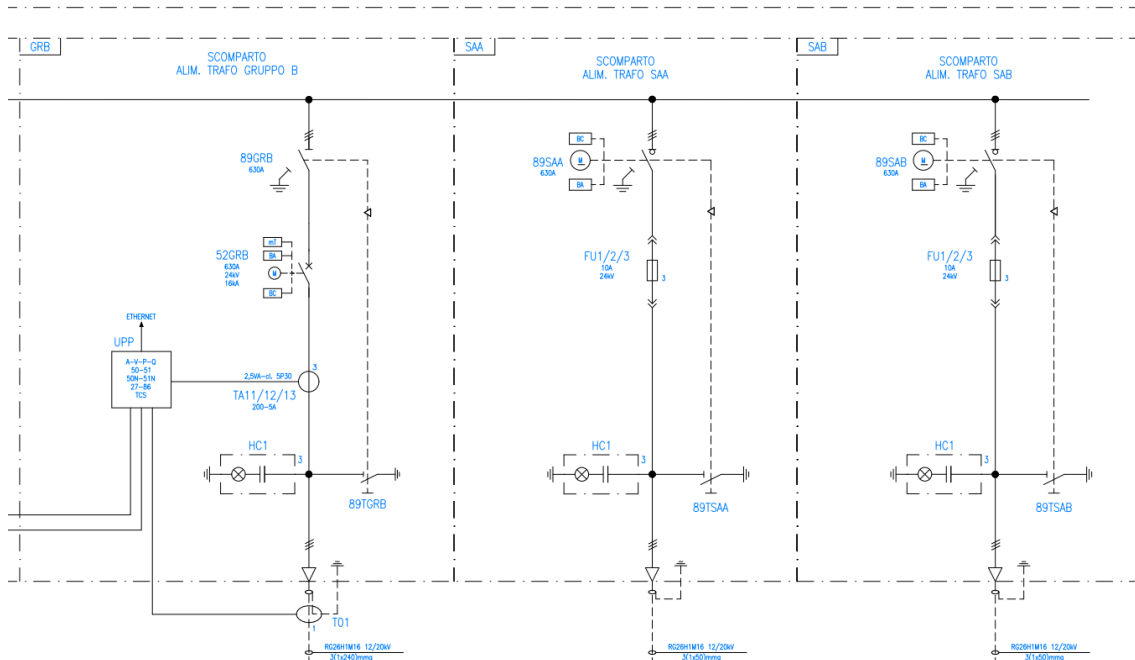 GRB
SCOMPARTO
ALIM. TRAFO GRUPPO B
89GRB
630A
52GRB
630A
24kV
16kA
mT
BA
M
BC
ETHERNET
UPP
A-V-P-Q
50-51
50N-51N
27-86
TCS
2,5VA-cl. 5P30
3
TA11/12/13
200-5A
HC1
3
89TGRB
TO1
1
RG26H1M16 12/20kV
3(1x240)mmq
SAA
SCOMPARTO
ALIM. TRAFO SAA
BC
89SAA
630A
M
BA
FU1/2/3
10A
24kV
3
HC1
3
89TSAA
RG26H1M16 12/20kV
3(1x50)mmq
SAB
SCOMPARTO
ALIM. TRAFO SAB
BC
89SAB
630A
M
BA
FU1/2/3
10A
24kV
3
HC1
3
89TSAB
RG26H1M16 12/20kV
3(1x50)mmq